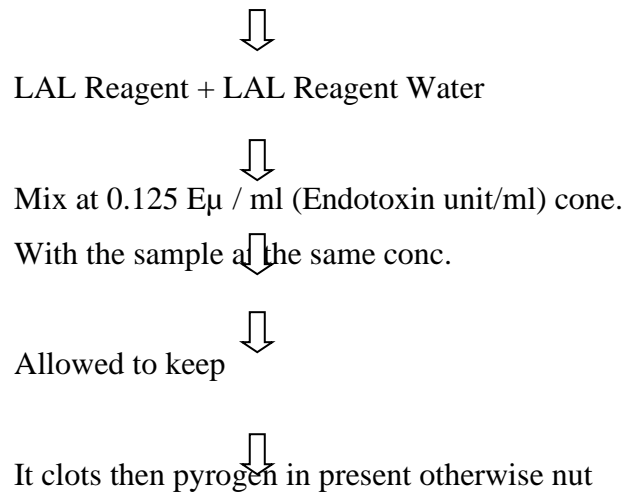 LAL Reagent + LAL Reagent Water
Mix at 0.125 Eμ / ml (Endotoxin unit/ml) cone.
With the sample at the same conc.
Allowed to keep
It clots then pyrogen in present otherwise nut